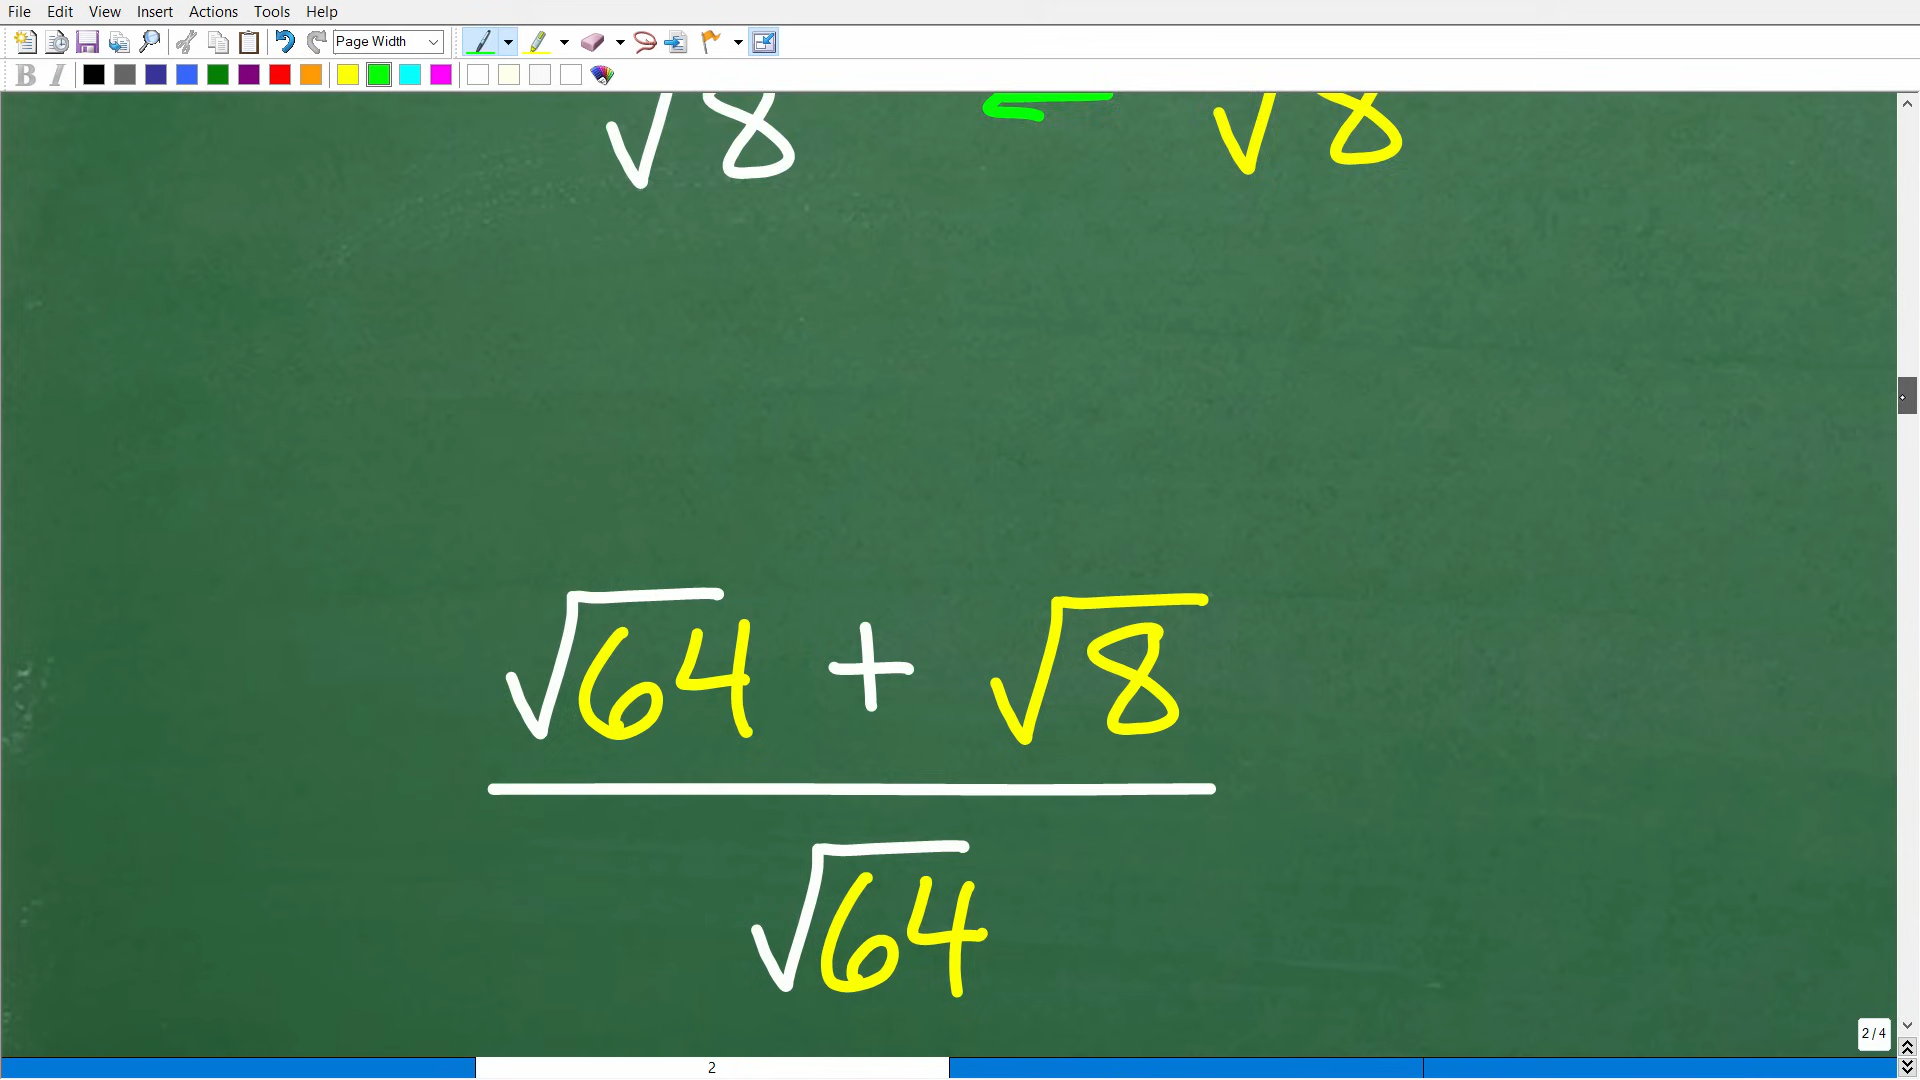 File Edit View Insert Actions Tools Help
Page Width
B I
√8 = √8
√64 + √8
√64
2 / 4
2